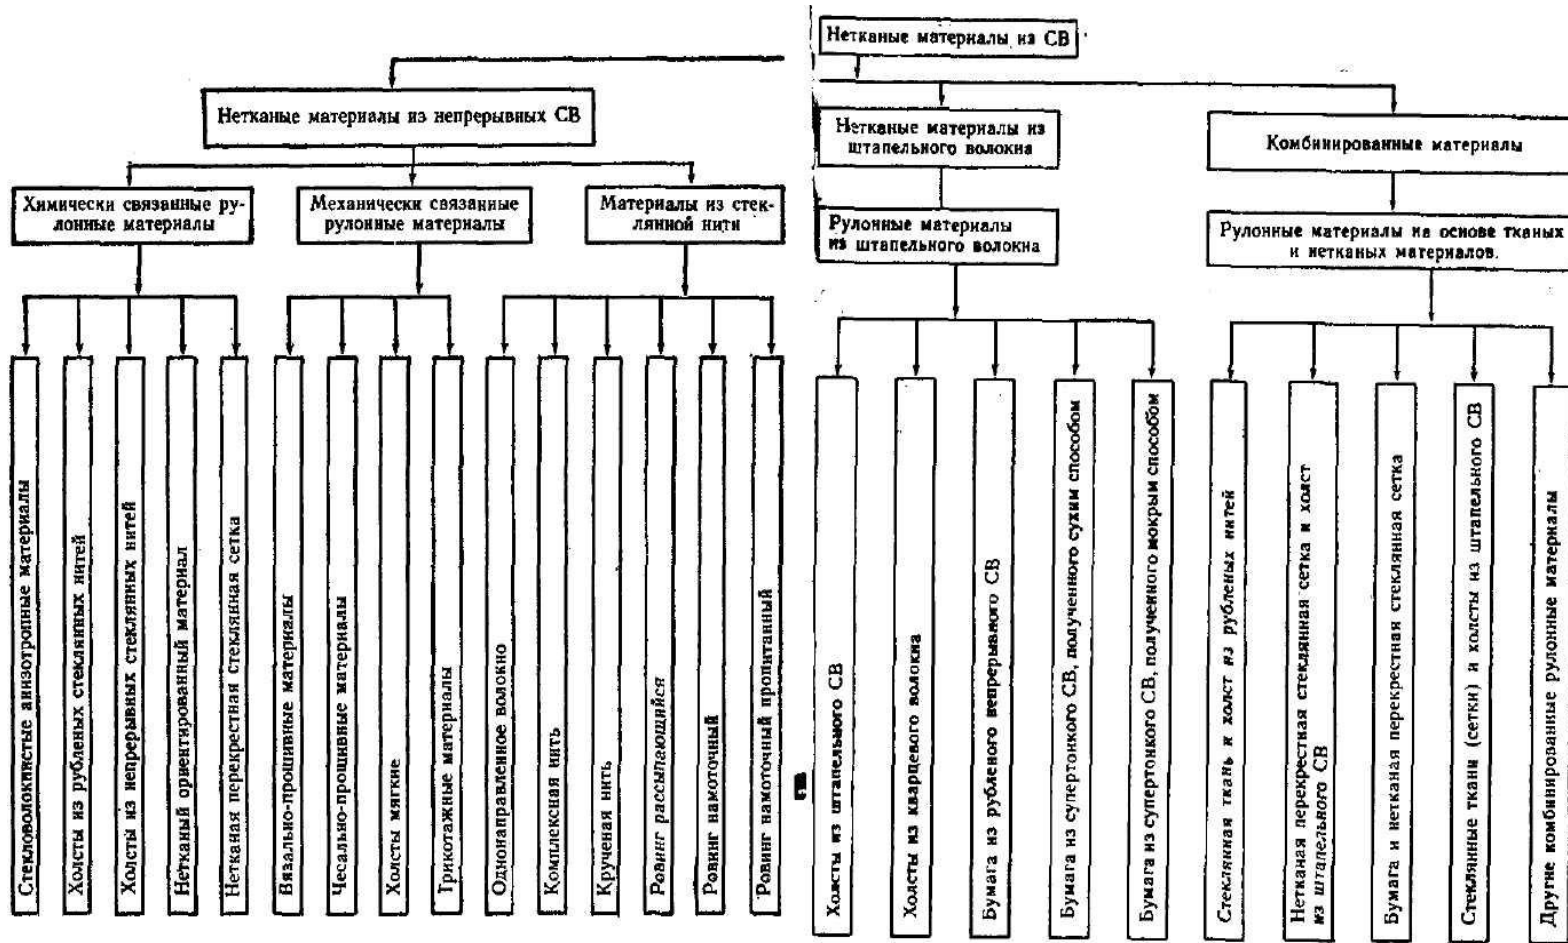 Нетканые материалы из СВ
Нетканые материалы из непрерывных СВ
Химически связанные ру-
лонные материалы
Механически связанные
рулонные материалы
Материалы из стек-
лянной нити
Стекловолокнистые анизотропные материалы
Холсты из рубленых стеклянных нитей
Холсты из непрерывных стеклянных нитей
Нетканый ориентированный материал
Нетканая перекрестная стеклянная сетка
Вязально-прошивные материалы
Чесально-прошивные материалы
Холсты мягкие
Трикотажные материалы
Однонаправленное волокно
Комплексная нить
Крученая нить
Ровинг рассыпающийся
Ровинг намоточный
Ровинг намоточный пропитанный
Нетканые материалы из
штапельного волокна
Рулонные материалы
из штапельного волокна
Холсты из штапельного СВ
Холсты из кварцевого волокна
Бумага из рубленого непрерывного СВ
Бумага из супертонкого СВ, полученного сухим способом
Бумага из супертонкого СВ, полученного мокрым способом
Комбинированные материалы
Рулонные материалы на основе тканых
и нетканых материалов.
Стеклянная ткань и холст из рубленых нитей
Нетканая перекрестная стеклянная сетка и холст
из штапельного СВ
Бумага и нетканая перекрестная стеклянная сетка
Стеклянные ткани (сетки) и холсты из штапельного СВ
Другие комбинированные рулонные материалы